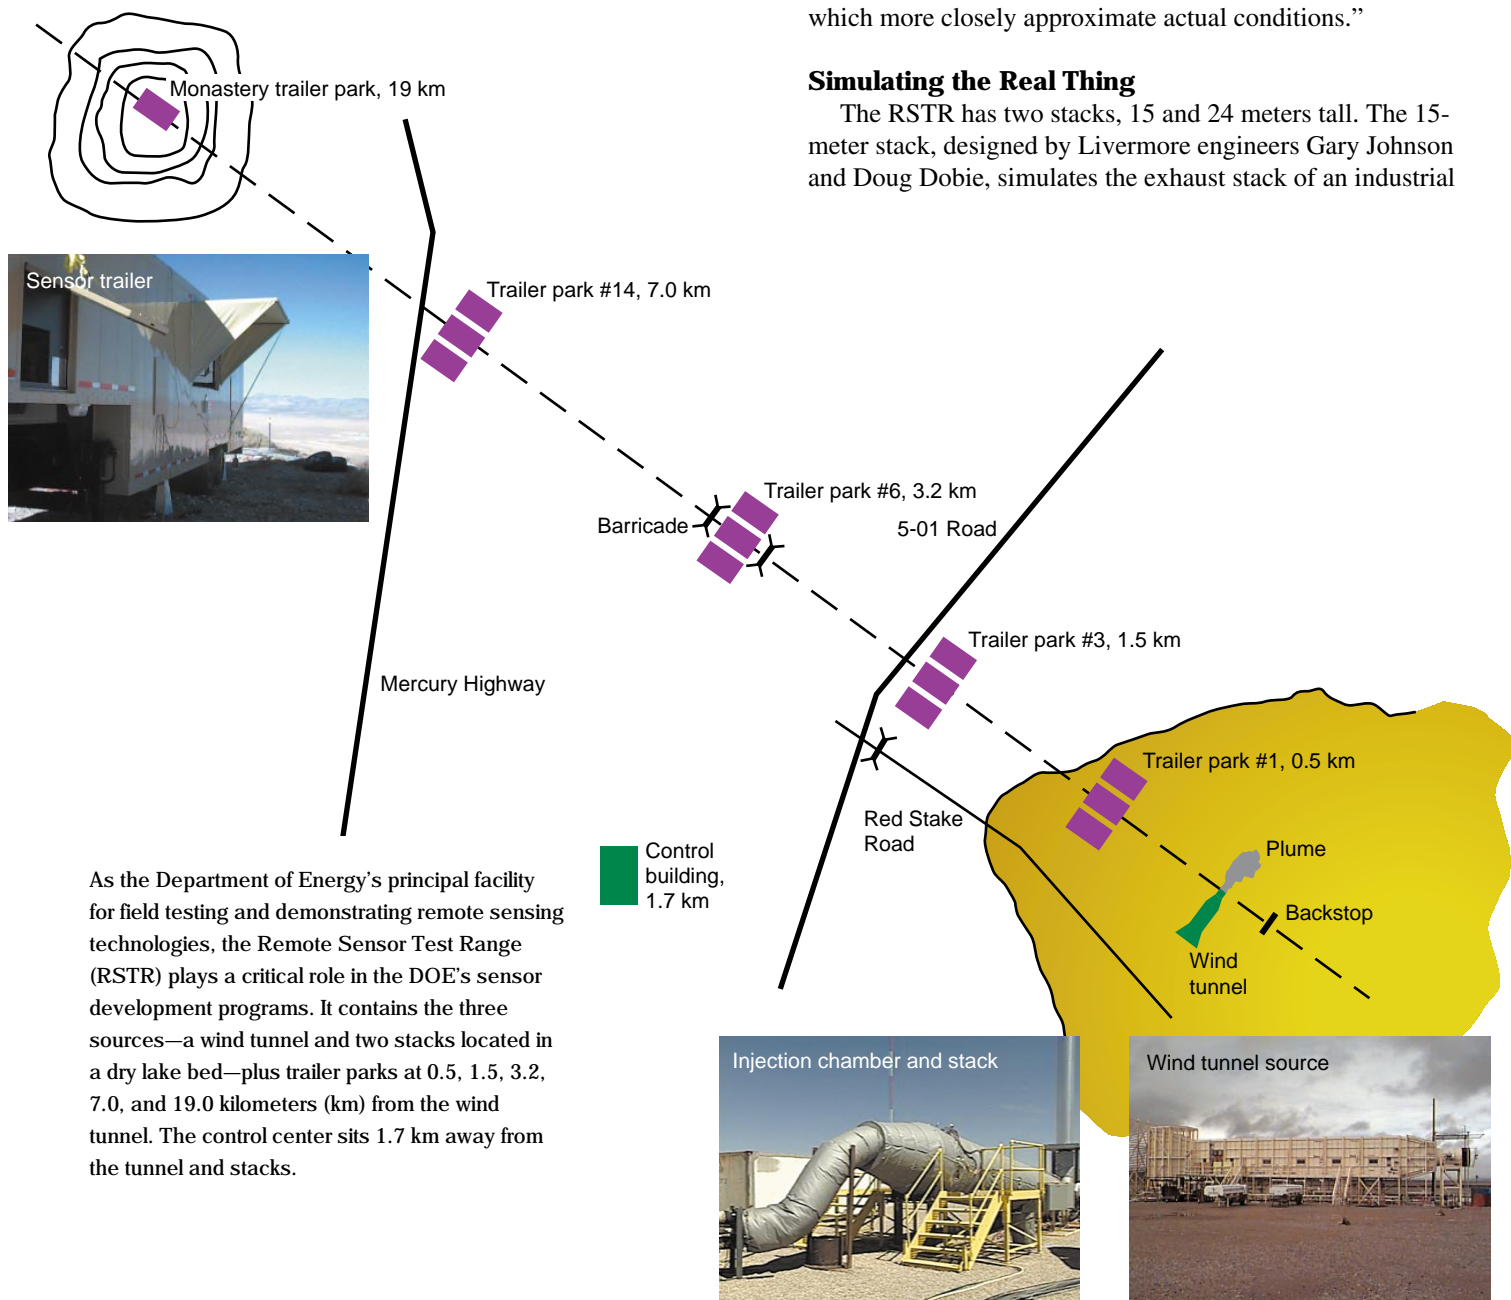 which more closely approximate actual conditions.”
Simulating the Real Thing
The RSTR has two stacks, 15 and 24 meters tall. The 15-
meter stack, designed by Livermore engineers Gary Johnson
and Doug Dobie, simulates the exhaust stack of an industrial
Monastery trailer park, 19 km
Sensor trailer
Trailer park #14, 7.0 km
Trailer park #6, 3.2 km
Barricade
5-01 Road
Trailer park #3, 1.5 km
Mercury Highway
Trailer park #1, 0.5 km
Red Stake
Road
Control
building,
1.7 km
Plume
Backstop
Wind
tunnel
As the Department of Energy’s principal facility
for field testing and demonstrating remote sensing
technologies, the Remote Sensor Test Range
(RSTR) plays a critical role in the DOE’s sensor
development programs. It contains the three
sources—a wind tunnel and two stacks located in
a dry lake bed—plus trailer parks at 0.5, 1.5, 3.2,
7.0, and 19.0 kilometers (km) from the wind
tunnel. The control center sits 1.7 km away from
the tunnel and stacks.
Injection chamber and stack
Wind tunnel source